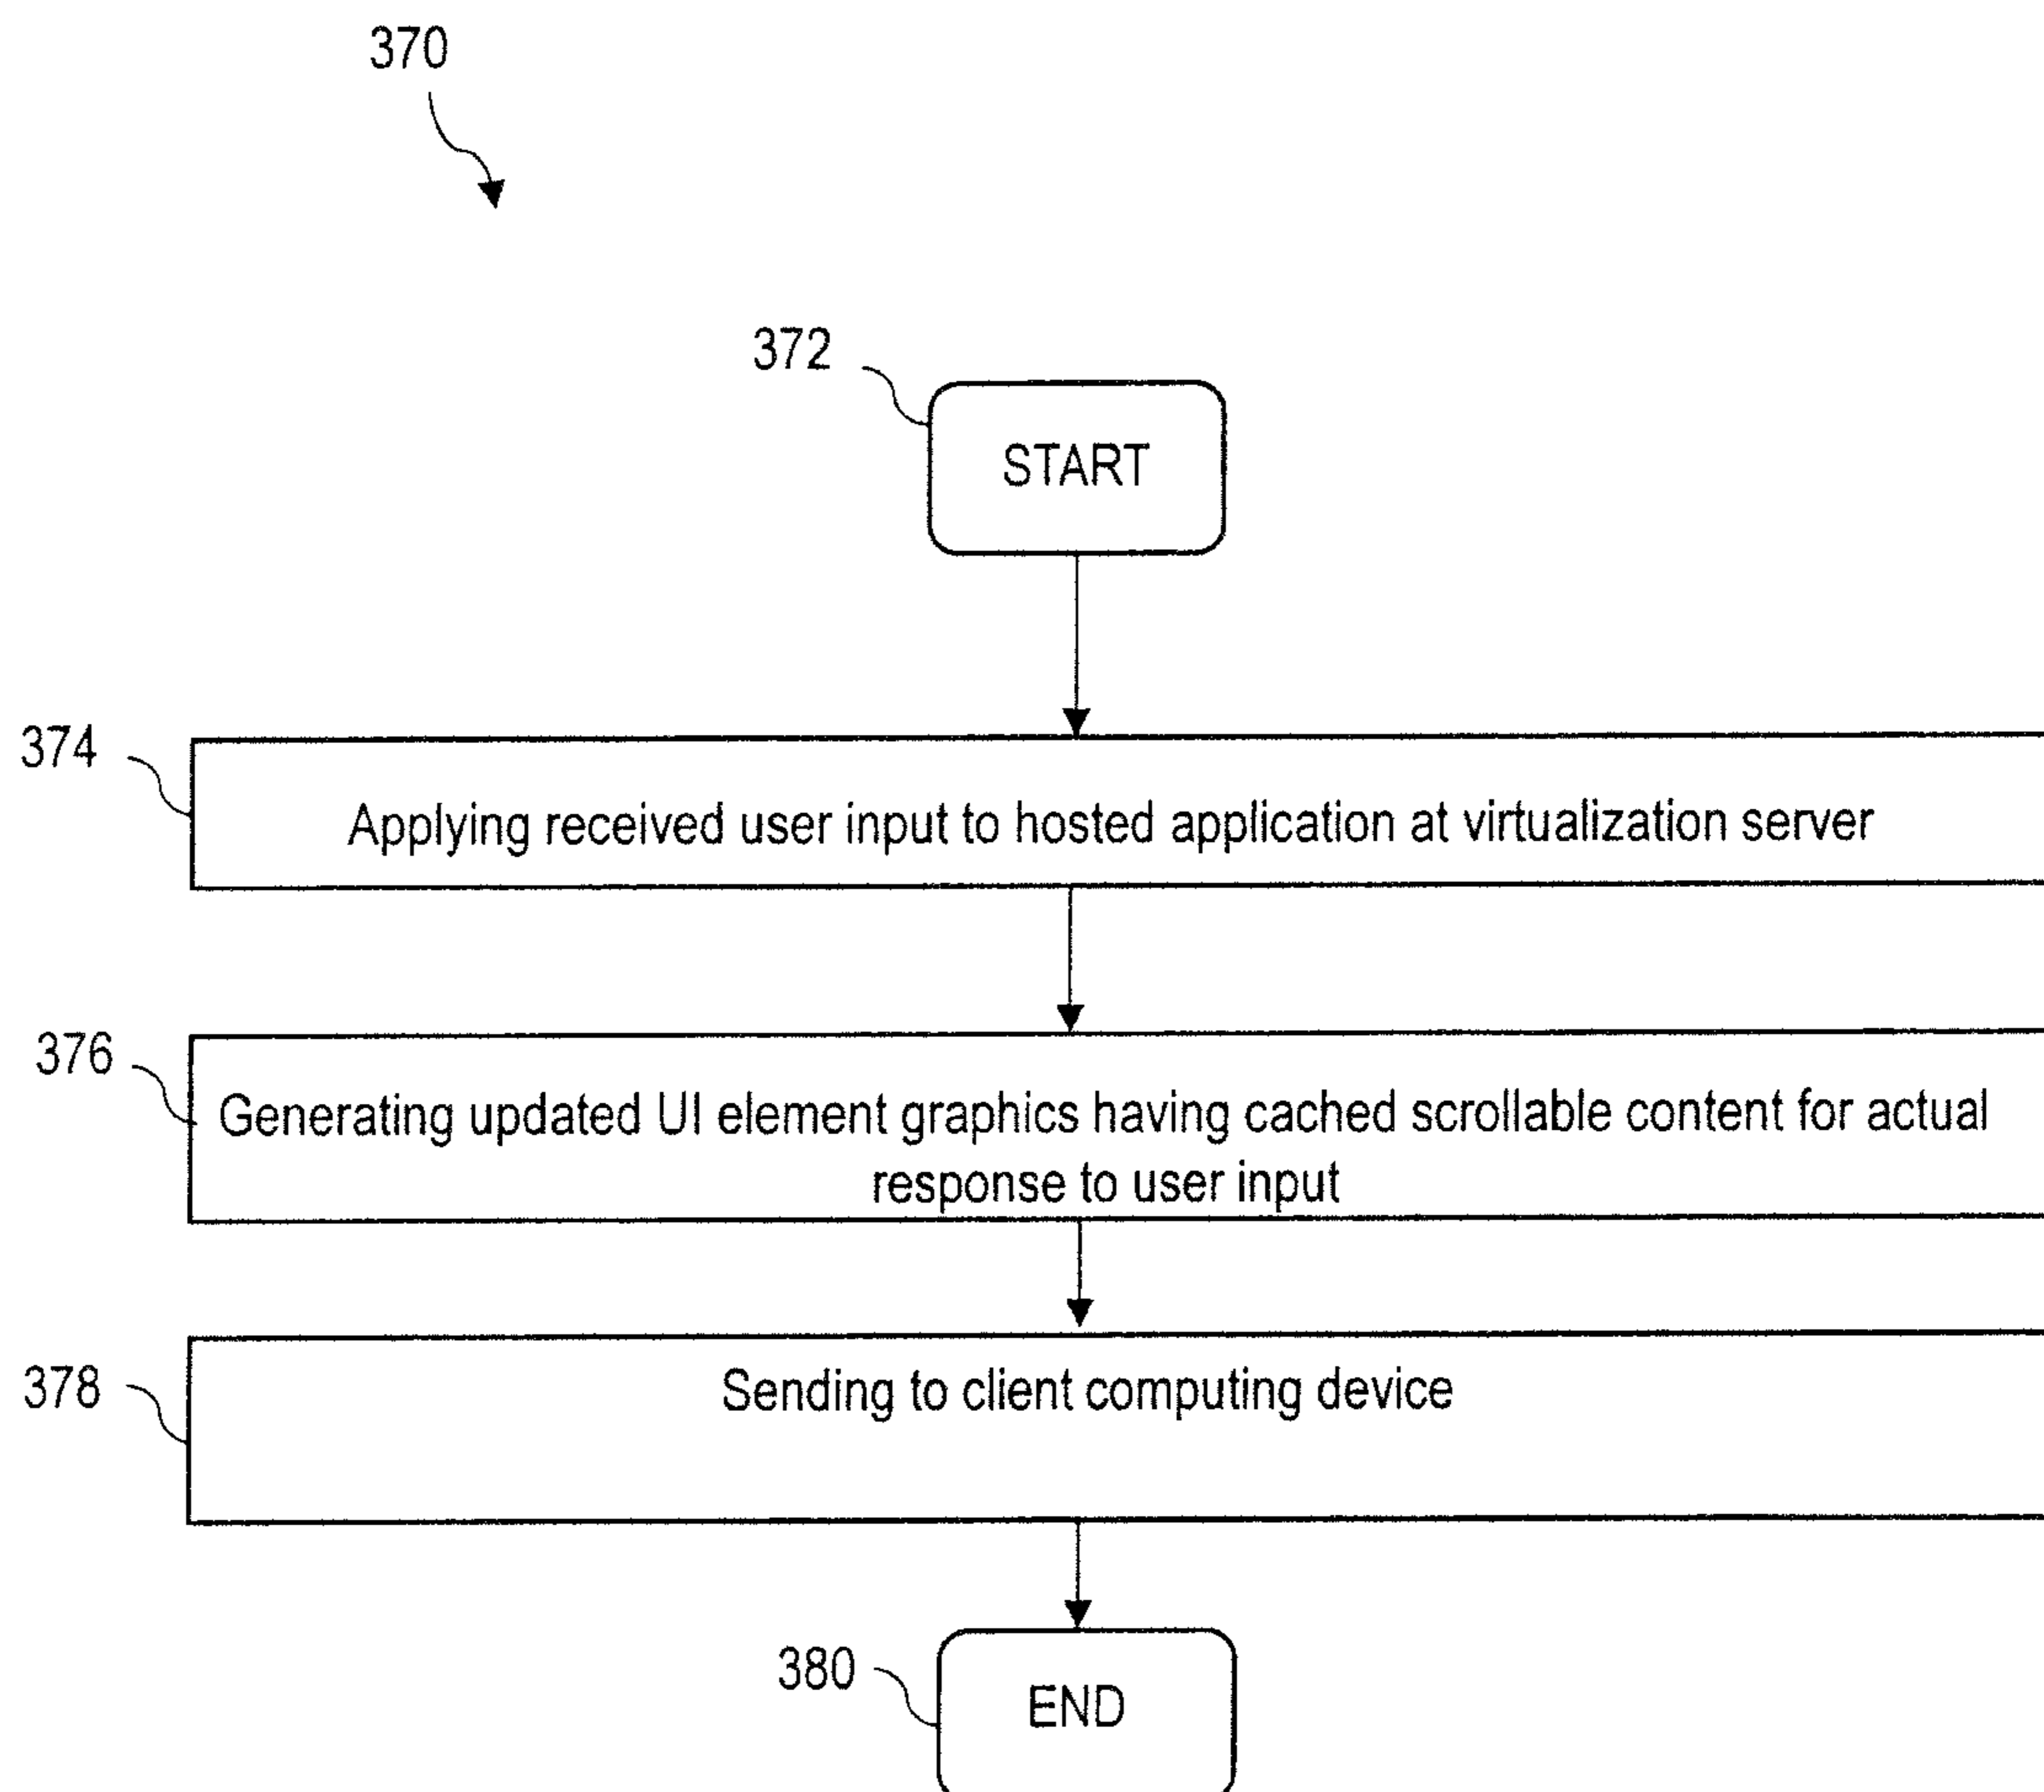 370
372
START
374
Applying received user input to hosted application at virtualization server
376
Generating updated UI element graphics having cached scrollable content for actual
response to user input
378
Sending to client computing device
380
END